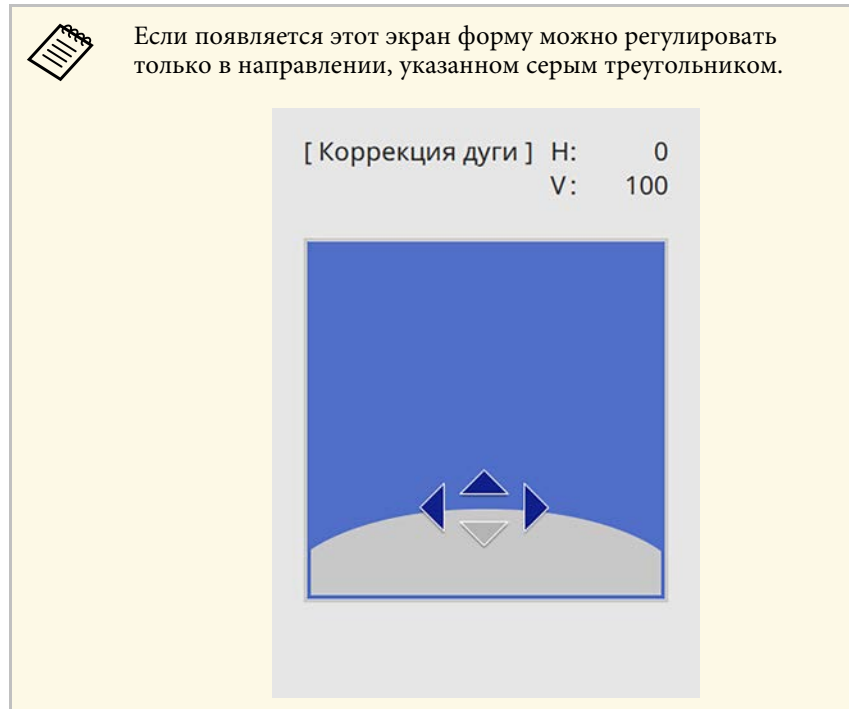 Если появляется этот экран форму можно регулировать
только в направлении, указанном серым треугольником.
[ Коррекция дуги ] H: 0
V: 100